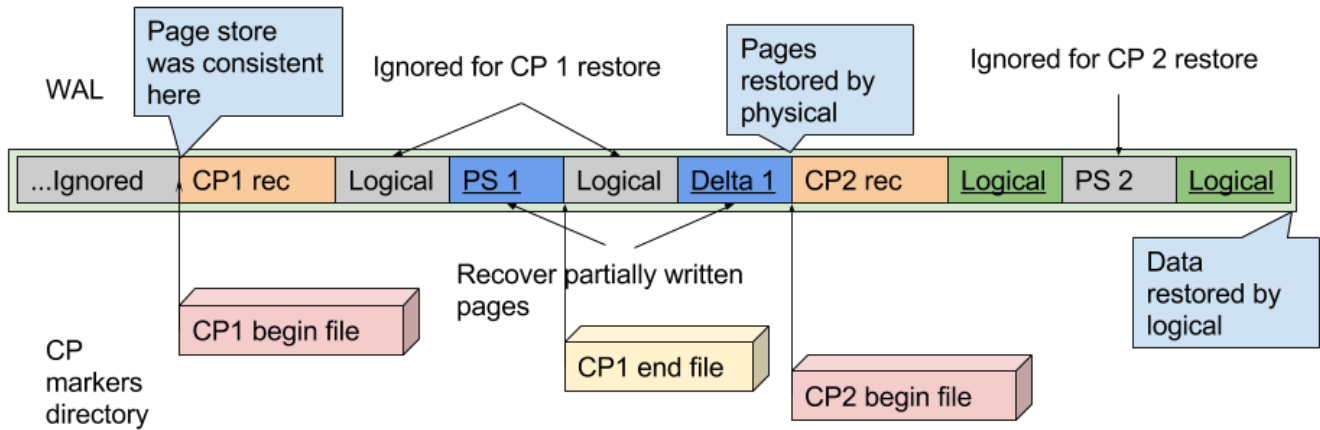 Page store
was consistent
here
Ignored for CP 1 restore
Pages
restored by
physical
Ignored for CP 2 restore
WAL
...Ignored
CP1 rec
Logical
PS 1
Logical
Delta 1
CP2 rec
Logical
PS 2
Logical
Recover partially written
pages
Data
restored by
logical
CP1 begin file
CP1 end file
CP2 begin file
CP
markers
directory